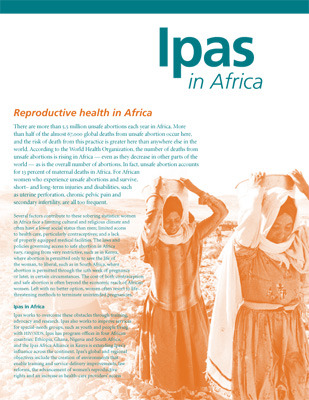 Ipas
in Africa
Reproductive health in Africa
There are more than 5.5 million unsafe abortions each year in Africa. More
than half of the almost 67,000 global deaths from unsafe abortion occur here,
and the risk of death from this practice is greater here than anywhere else in the
world. According to the World Health Organization, the number of deaths from
unsafe abortions is rising in Africa — even as they decrease in other parts of the
world — as is the overall number of abortions. In fact, unsafe abortion accounts
for 13 percent of maternal deaths in Africa. For African
women who experience unsafe abortions and survive,
short- and long-term injuries and disabilities, such
as uterine perforation, chronic pelvic pain and
secondary infertility, are all too frequent.
Several factors contribute to these sobering statistics: women
in Africa face a limiting cultural and religious climate and
often have a lower social status than men; limited access
to health care, particularly contraceptives; and a lack
of properly equipped medical facilities. The laws and
policies governing access to safe abortion in Africa
vary, ranging from very restrictive, such as in Kenya,
where abortion is permitted only to save the life of
the woman, to liberal, such as in South Africa, where
abortion is permitted through the 12th week of pregnancy
or later in certain circumstances. The cost of both contraception
and safe abortion is often beyond the economic reach of African
women. Left with no better option, women often resort to life-
threatening methods to terminate unintended pregnancies.
Ipas in Africa
Ipas works to overcome these obstacles through training,
advocacy and research. Ipas also works to improve services
for special-needs groups, such as youth and people living
with HIV/AIDS. Ipas has program offices in four African
countries: Ethiopia, Ghana, Nigeria and South Africa;
and the Ipas Africa Alliance in Kenya is extending Ipas's
influence across the continent. Ipas's global and regional
objectives include the creation of environments that
enable training and service-delivery improvements and
reforms, the advancement of women's reproductive
rights and an increase in health-care providers'